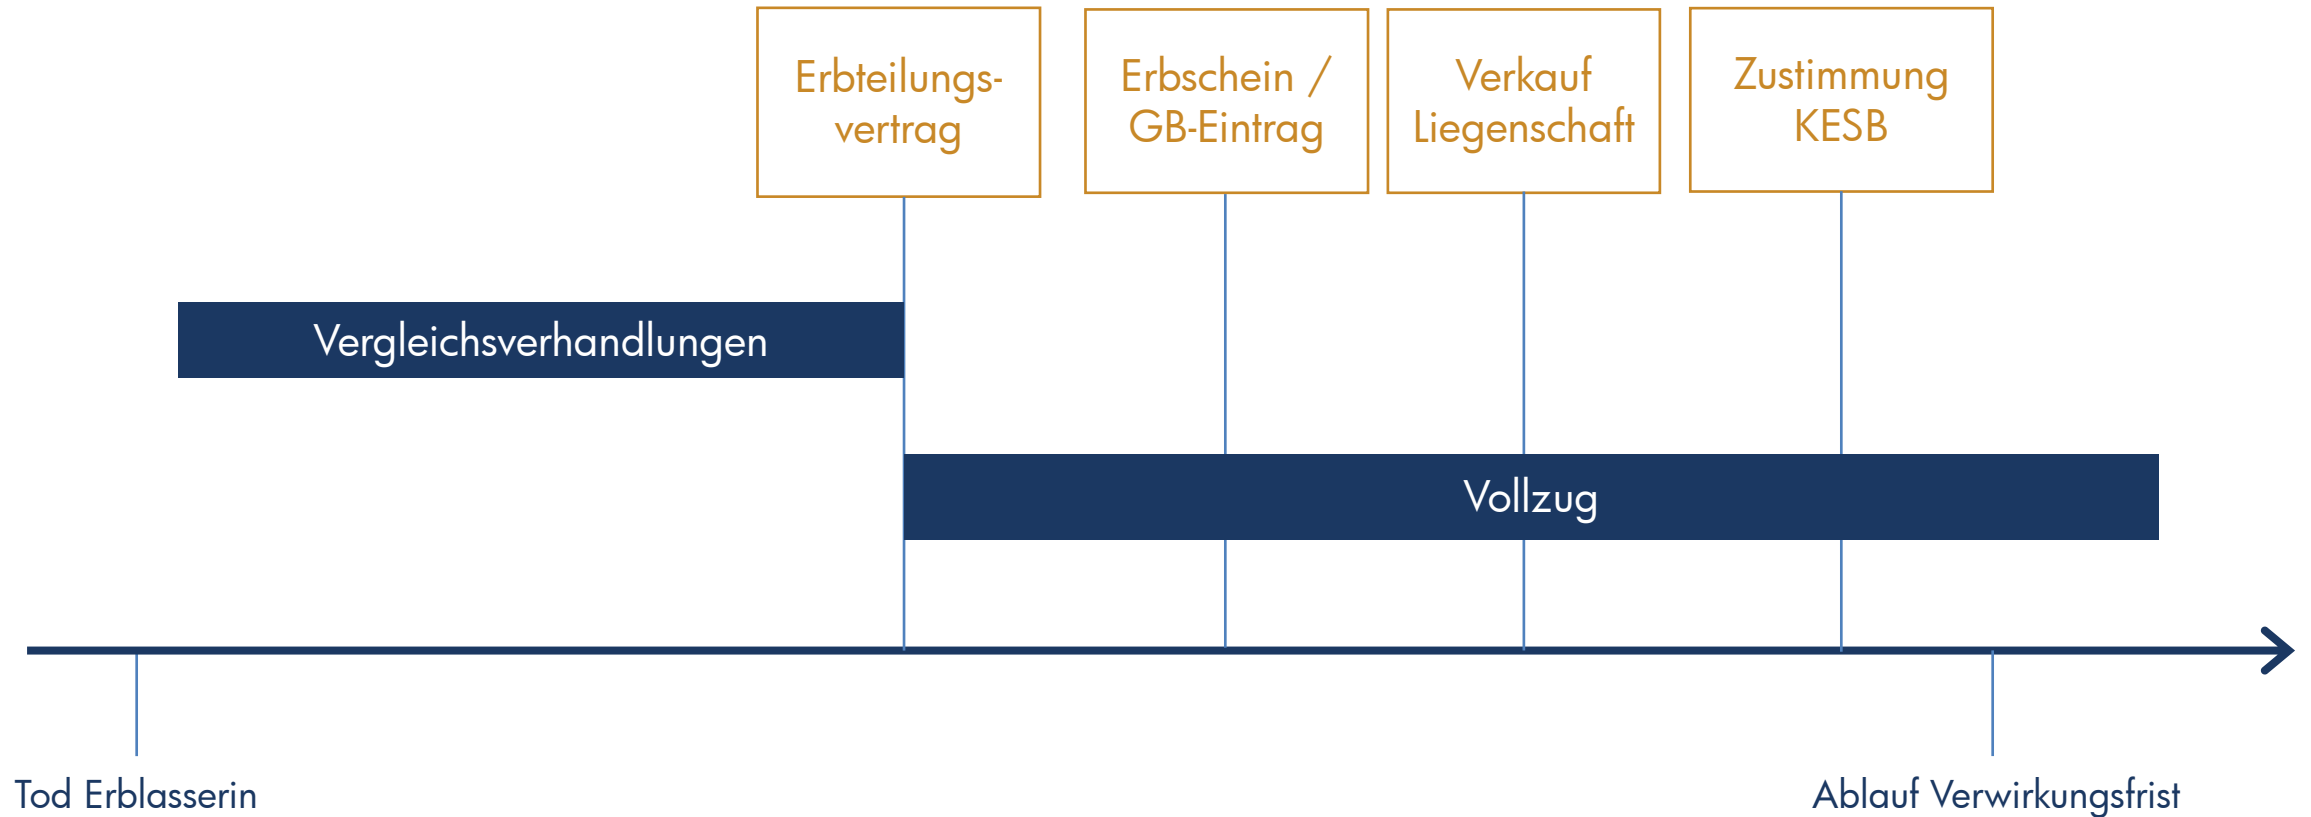 Erbteilungs-
vertrag
Erbschein /
GB-Eintrag
Verkauf
Liegenschaft
Zustimmung
KESB
Vergleichsverhandlungen
Vollzug
Tod Erblasserin
Ablauf Verwirkungsfrist